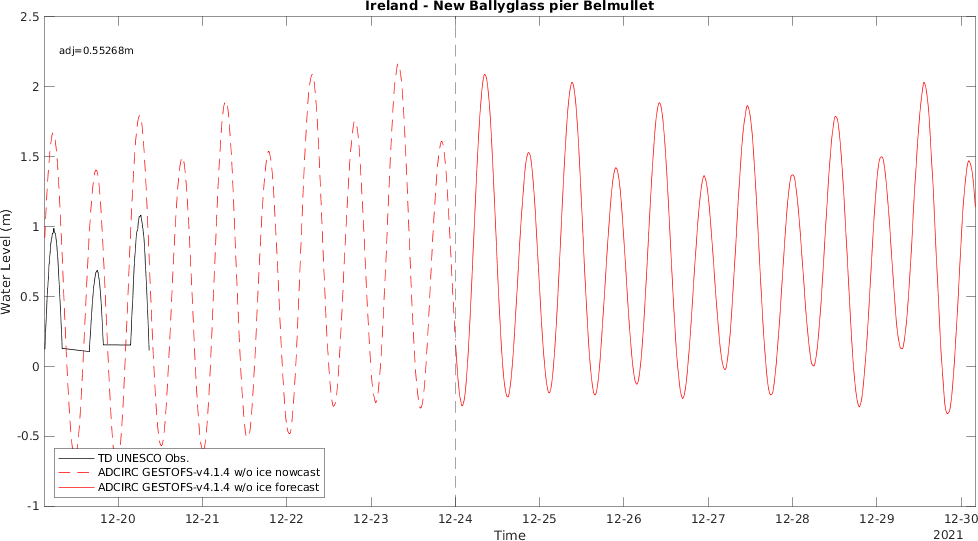 Ireland - New Ballyglass pier Belmullet
adj=0.55268m
2.5
2
1.5
1
0.5
0
-0.5
-1
Water Level (m)
TD UNESCO Obs.
ADCIRC GESTOFS-v4.1.4 w/o ice nowcast
ADCIRC GESTOFS-v4.1.4 w/o ice forecast
12-20 12-21 12-22 12-23 12-24 12-25 12-26 12-27 12-28 12-29 12-30
Time
2021